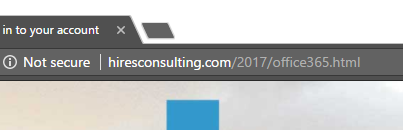 in to your account
Not secure | hiresconsulting.com/2017/office365.html